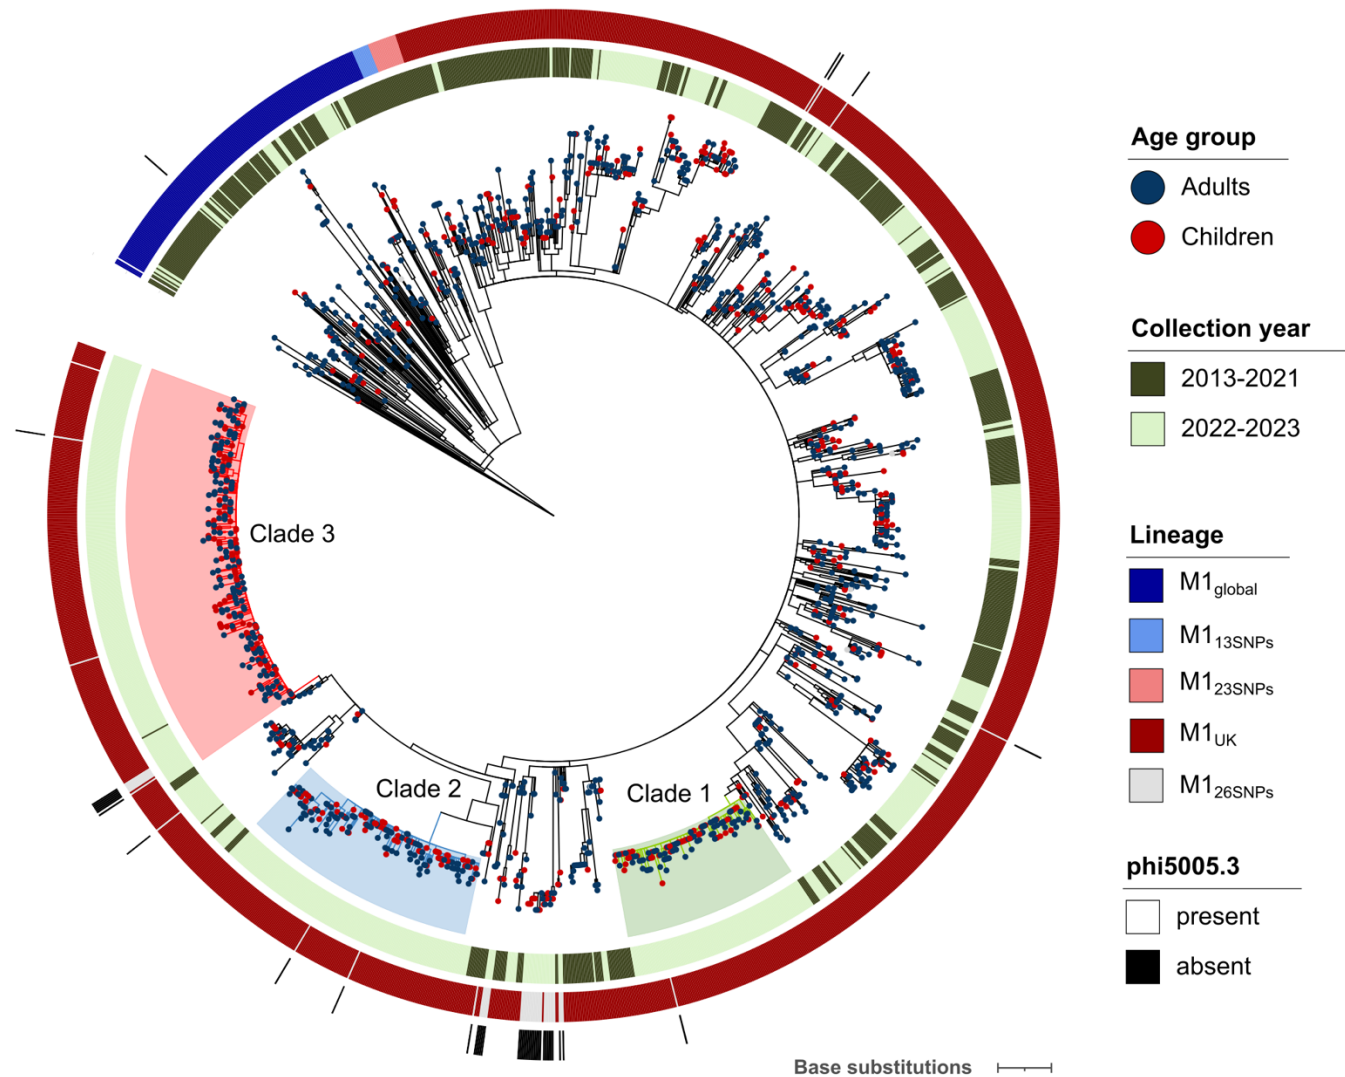 Age group
Adults
Children
Collection year
2013-2021
2022-2023
Lineage
M1global
M113SNPs
M123SNPs
M1UK
M126SNPs
phi5005.3
present
absent
Clade 3
Clade 2
Clade 1
Base substitutions